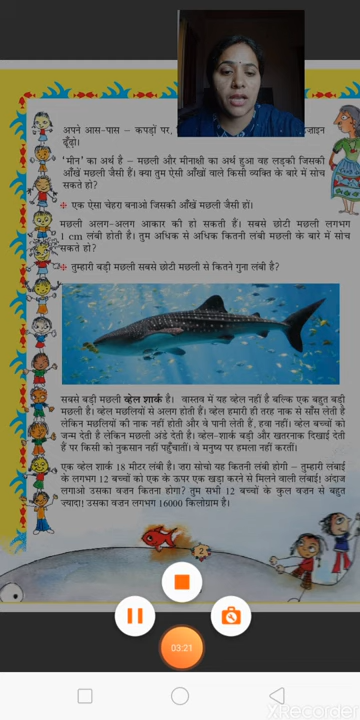 अपने आस-पास – कपड़ों पर,
ढूँढ़ो।
'मीन' का अर्थ है – मछली और मीनाक्षी का अर्थ हुआ वह लड़की जिसकी
आँखें मछली जैसी हैं। क्या तुम ऐसी आँखों वाले किसी व्यक्ति के बारे में सोच
सकते हो?
❖ एक ऐसा चेहरा बनाओ जिसकी आँखें मछली जैसी हों।
मछली अलग-अलग आकार की हो सकती हैं। सबसे छोटी मछली लगभग
1 cm लंबी होती है। तुम अधिक से अधिक कितनी लंबी मछली के बारे में सोच
सकते हो?
❖ तुम्हारी बड़ी मछली सबसे छोटी मछली से कितने गुना लंबी है?
सबसे बड़ी मछली व्हेल शार्क है। वास्तव में यह व्हेल नहीं है बल्कि एक बहुत बड़ी
मछली है। व्हेल मछलियों से अलग होती हैं। व्हेल हमारी ही तरह नाक से साँस लेती है
लेकिन मछलियों की नाक नहीं होती और वे पानी लेती हैं, हवा नहीं। व्हेल बच्चों को
जन्म देती है लेकिन मछली अंडे देती है। व्हेल-शार्क बड़ी और खतरनाक दिखाई देती
हैं पर किसी को नुकसान नहीं पहुँचातीं। वे मनुष्य पर हमला नहीं करतीं।
एक व्हेल शार्क 18 मीटर लंबी है। ज़रा सोचो यह कितनी लंबी होगी – तुम्हारी लंबाई
के लगभग 12 बच्चों को एक के ऊपर एक खड़ा करने से मिलने वाली लंबाई! अंदाज़
लगाओ उसका वजन कितना होगा? तुम सभी 12 बच्चों के कुल वज़न से बहुत
ज़्यादा! उसका वज़न लगभग 16000 किलोग्राम है।
2
03:21
XRecorder